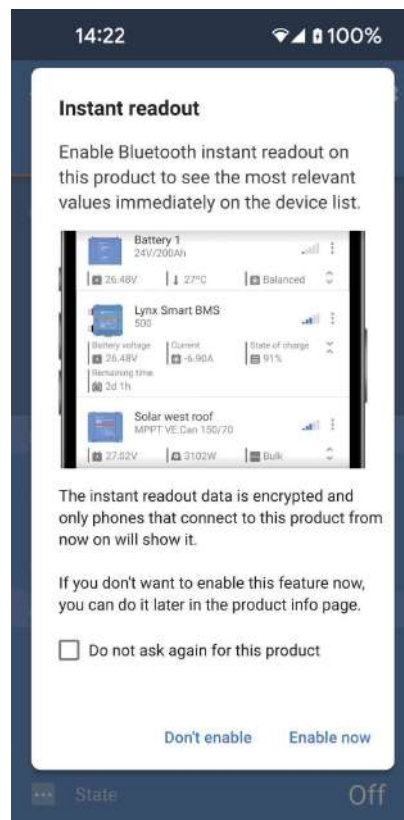 14:22
100%
Instant readout
Enable Bluetooth instant readout on
this product to see the most relevant
values immediately on the device list.
Battery 1
24V/200Ah
26.48V
27°C
Balanced
Lynx Smart BMS
500
Battery voltage
Current
State of charge
26.48V
-6.90A
91%
Remaining time
2d 1h
Solar west roof
MPPT VE.Can 150/70
27.02V
3102W
Bulk
The instant readout data is encrypted and
only phones that connect to this product from
now on will show it.
If you don't want to enable this feature now,
you can do it later in the product info page.
Do not ask again for this product
Don't enable
Enable now
State
Off